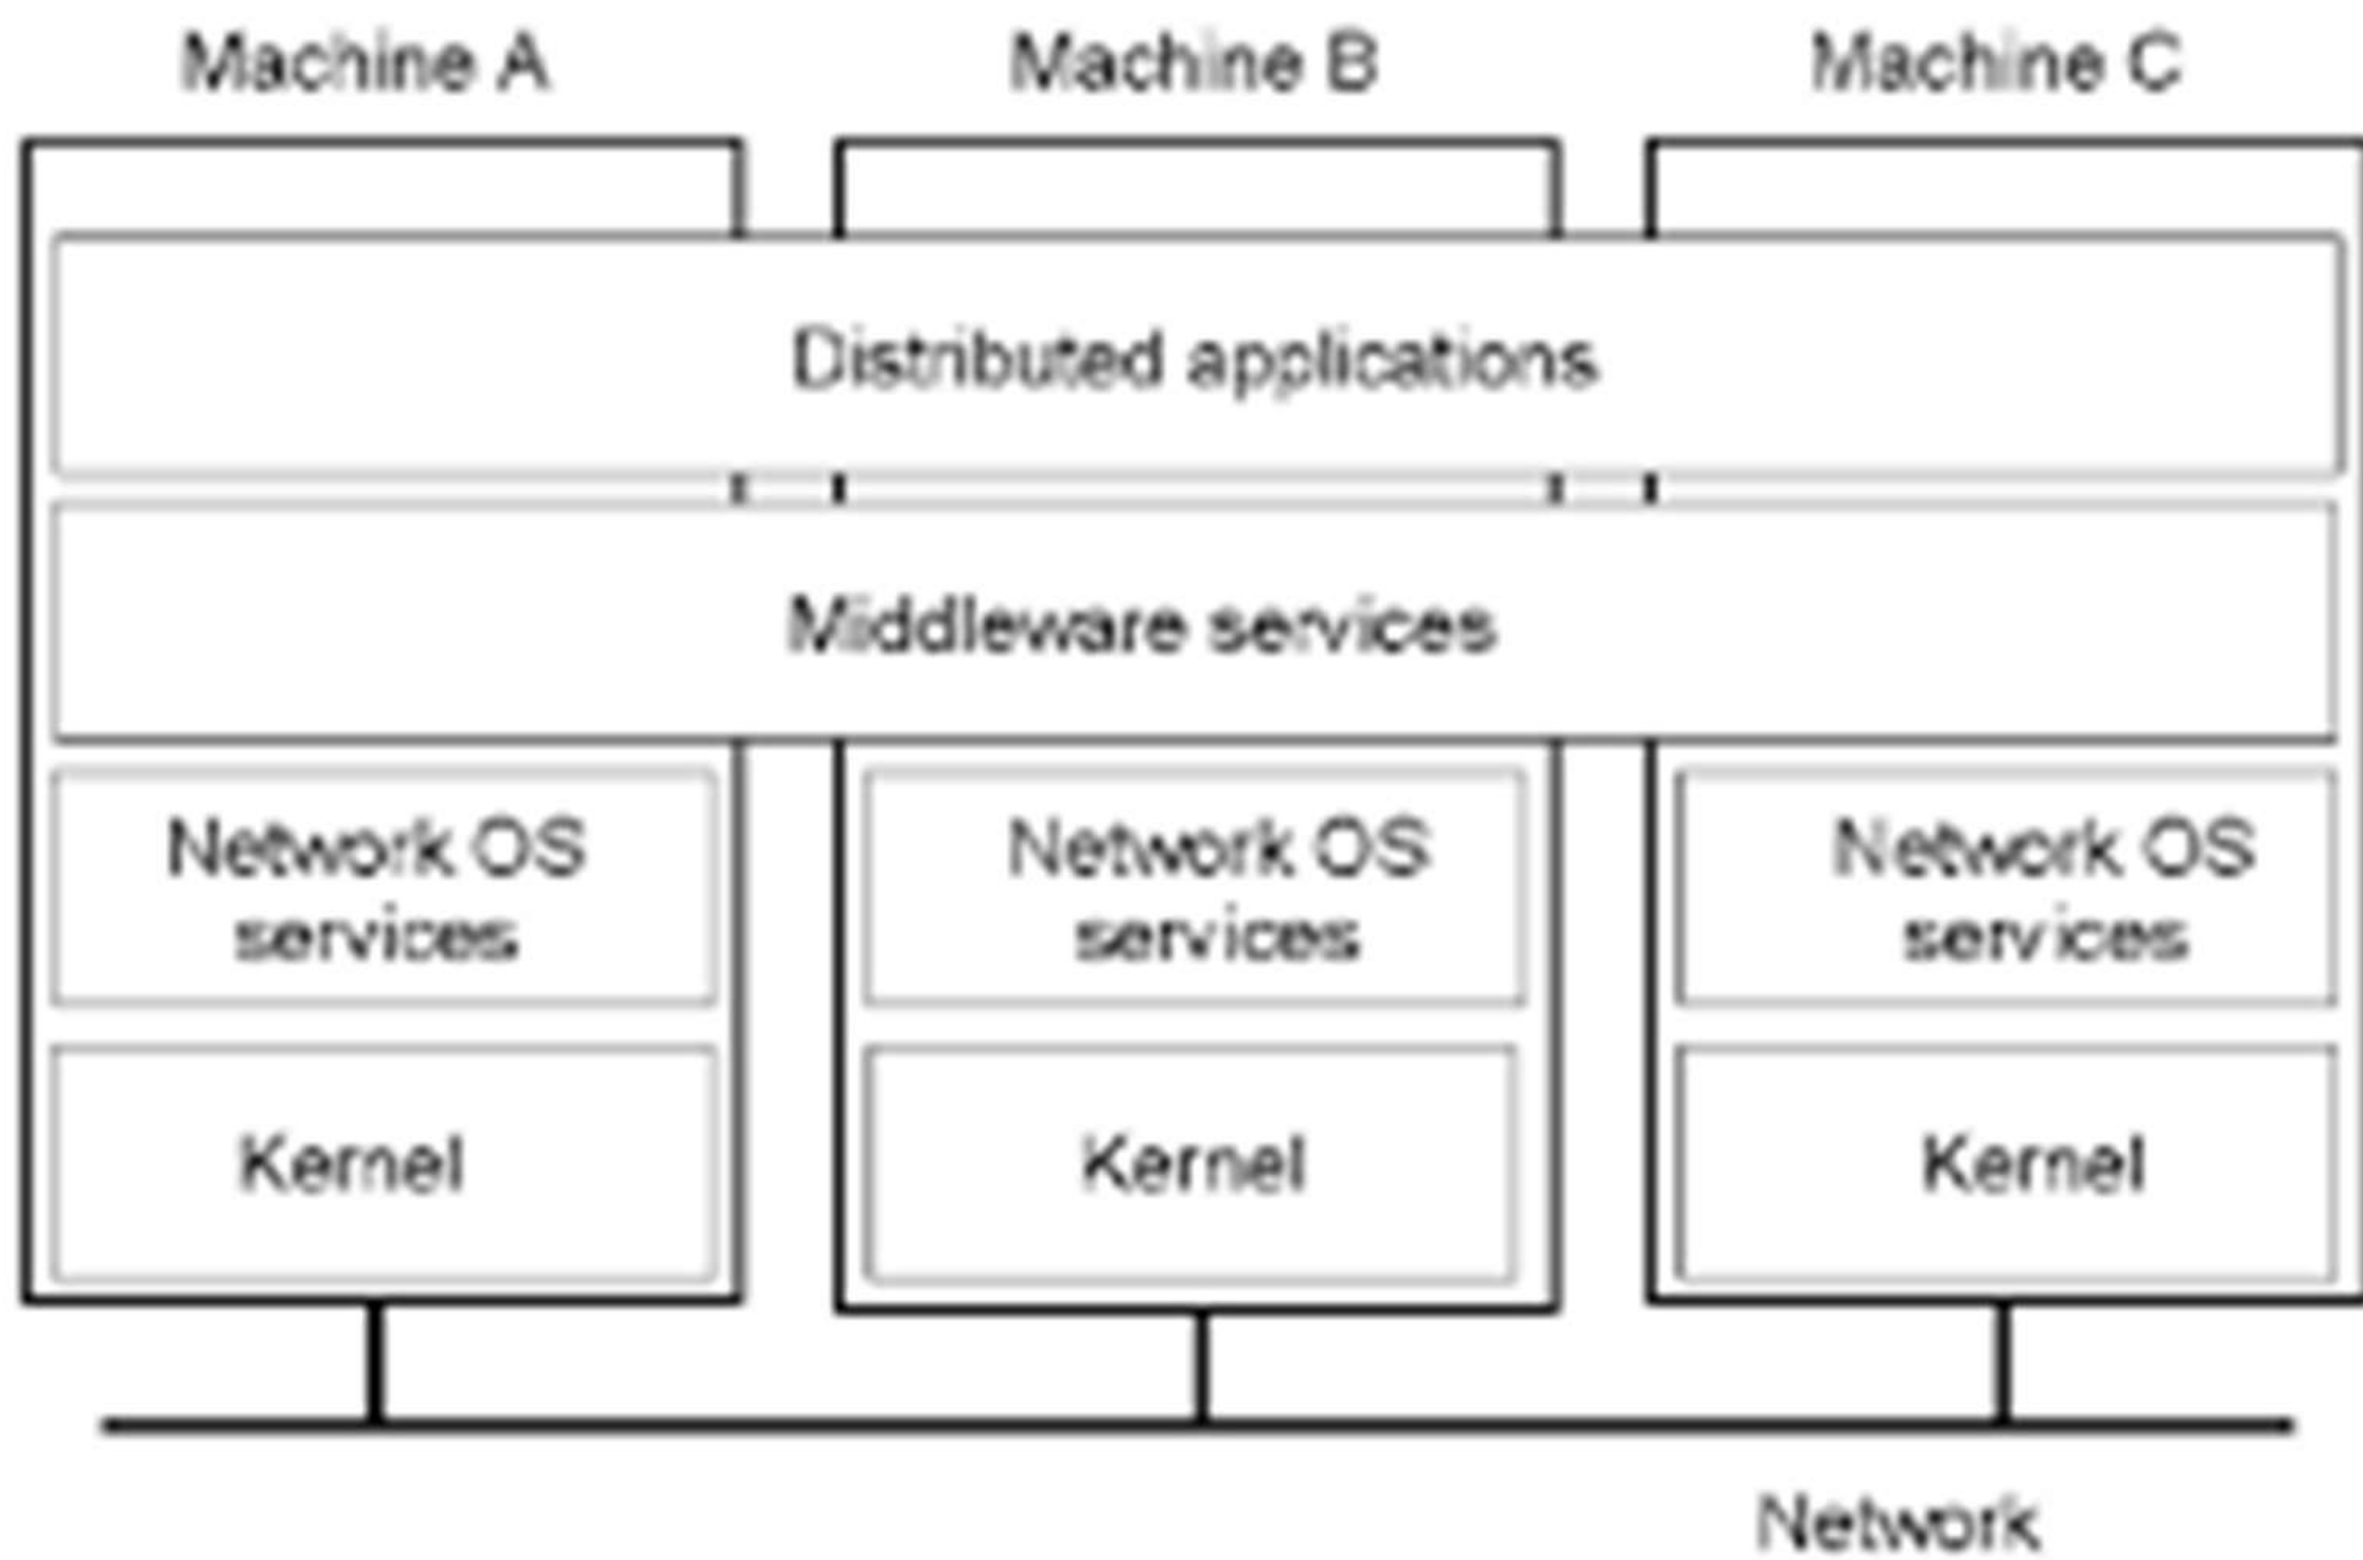 Machine A
Machine B
Machine C
Distributed applications
Middleware services
Network OS
services
Network OS
services
Network OS
services
Kernel
Kernel
Kernel
Network